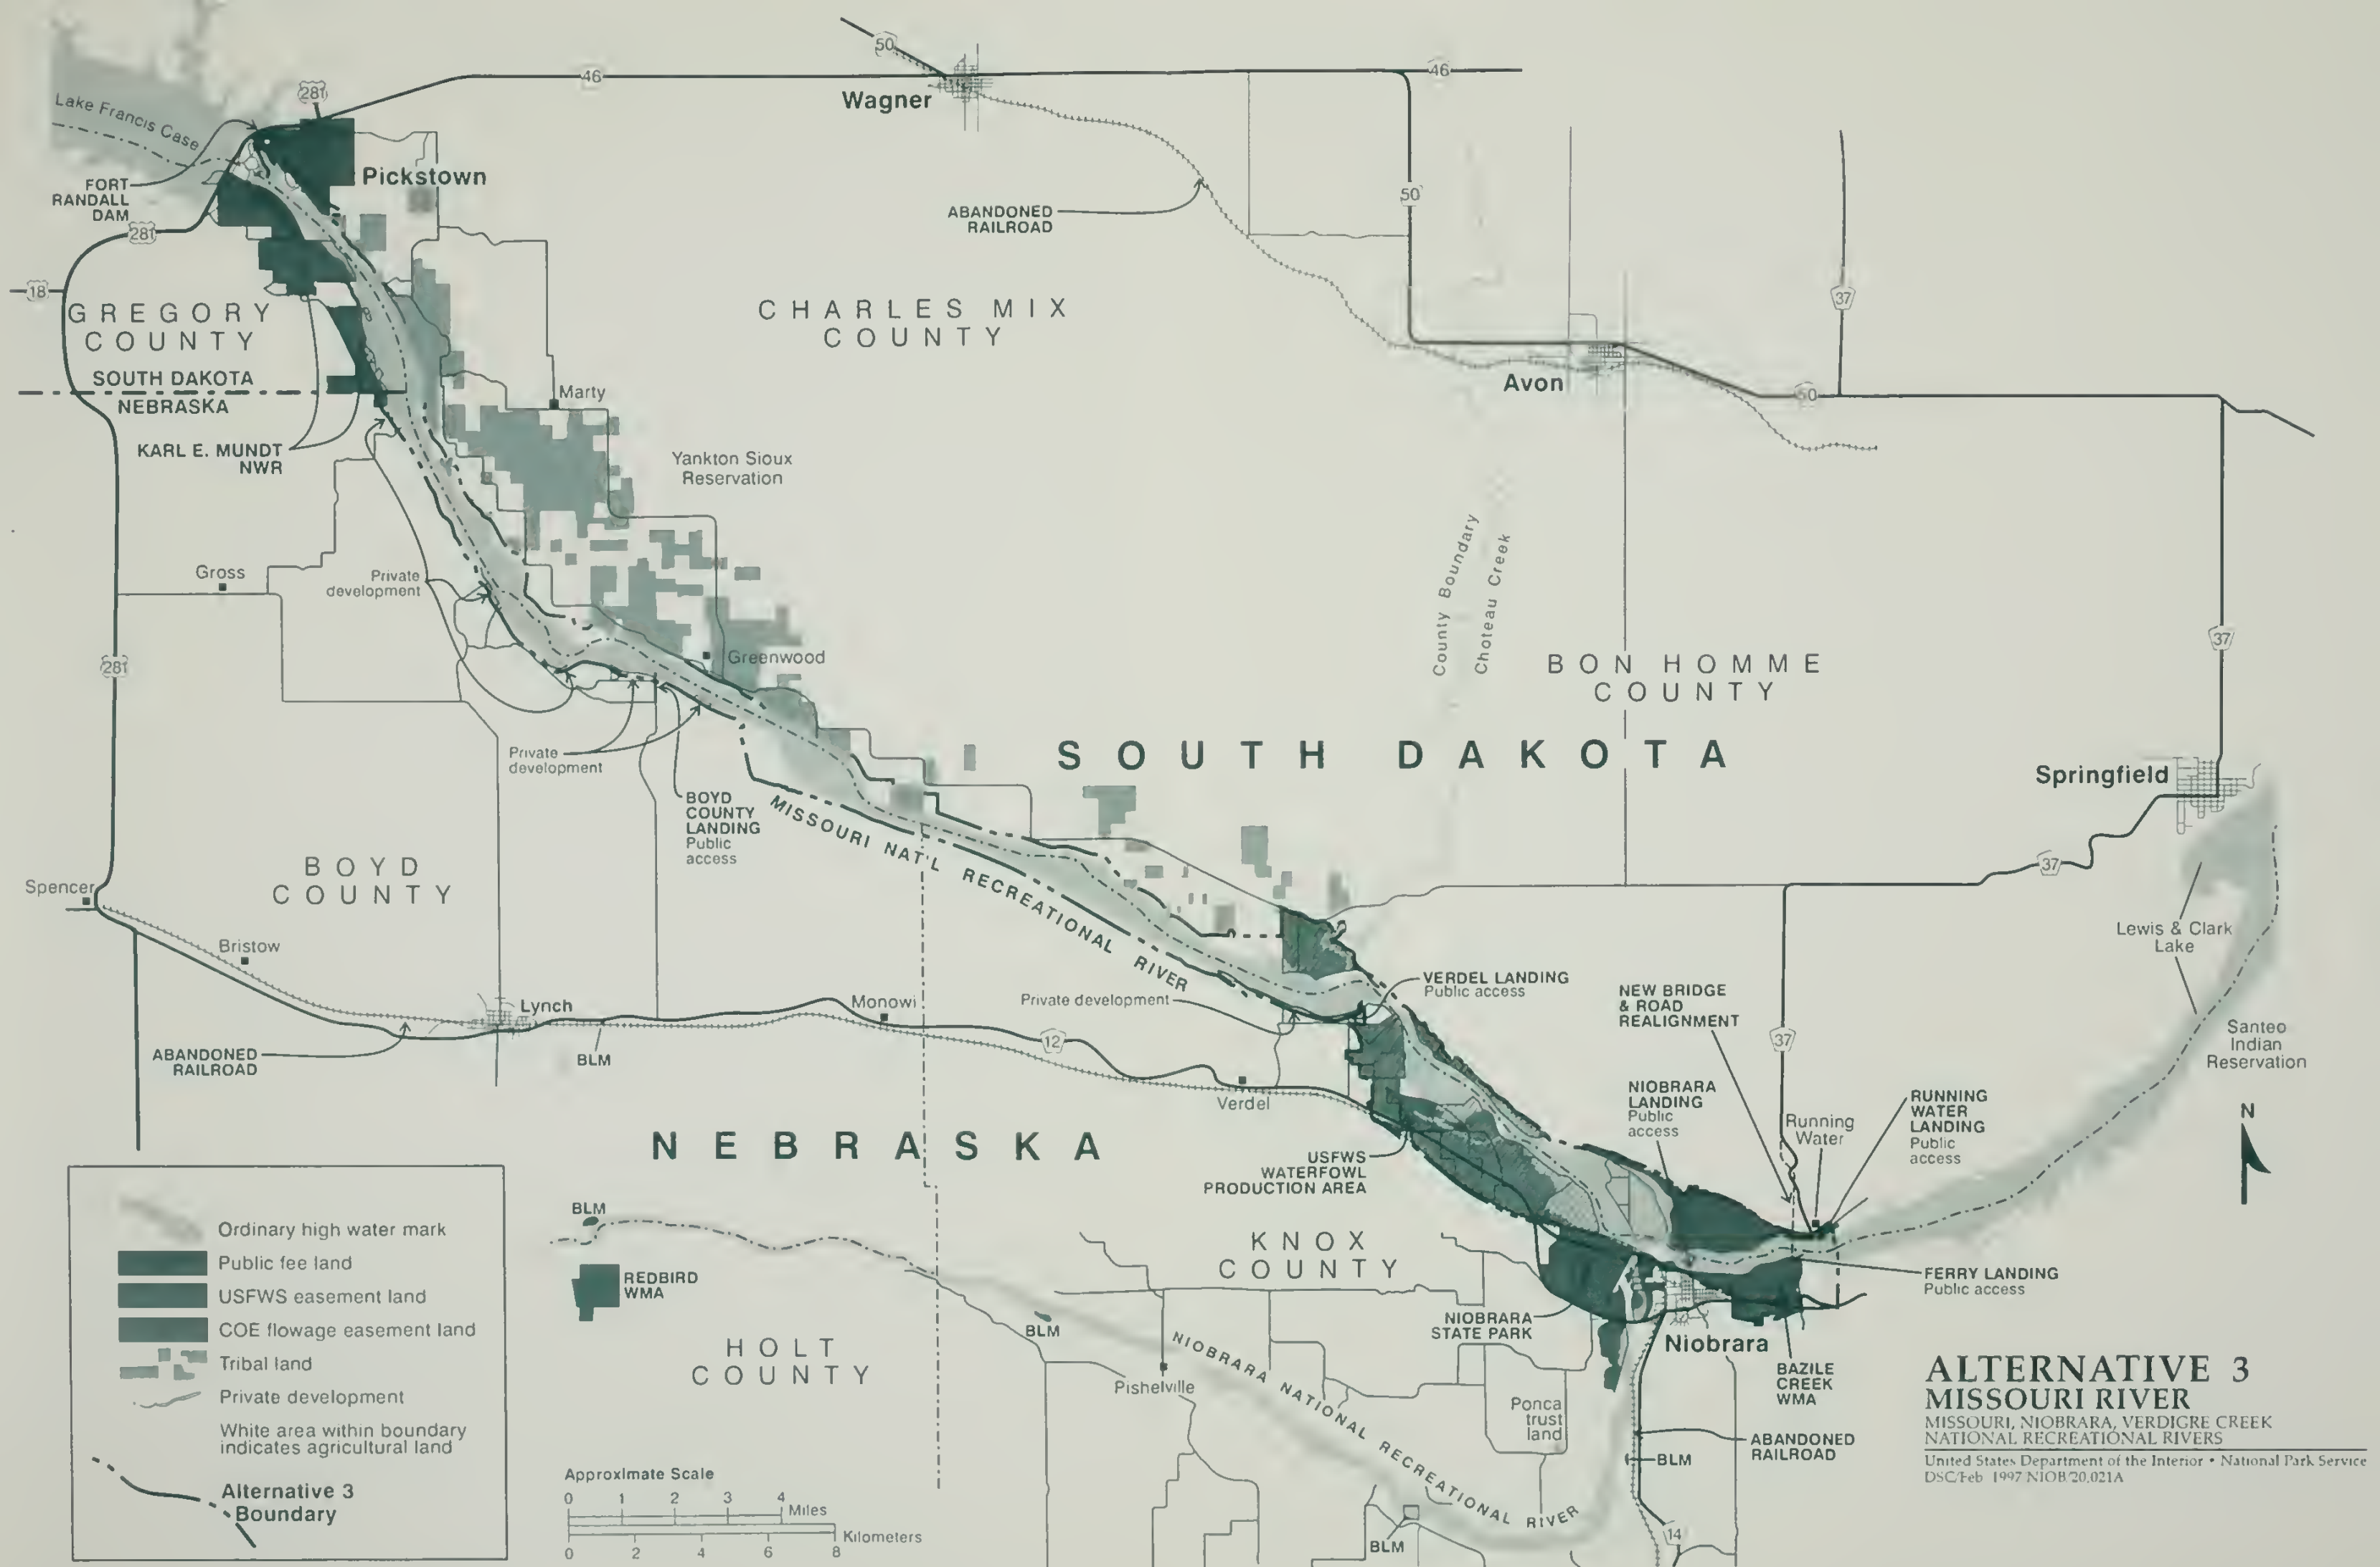 50
46
46
281
Wagner
Lake Francis Case
Pickstown
FORT
RANDALL
DAM
50
281
ABANDONED
RAILROAD
18
37
GREGORY
COUNTY
CHARLES MIX
COUNTY
SOUTH DAKOTA
NEBRASKA
Marty
Avon
50
KARL E. MUNDT
NWR
Yankton Sioux
Reservation
County Boundary
Choteau Creek
Gross
Private
development
281
Greenwood
BON HOMME
COUNTY
37
Private
development
SOUTH DAKOTA
Springfield
BOYD
COUNTY
LANDING
Public
access
MISSOURI NAT'L RECREATIONAL RIVER
BOYD
COUNTY
37
Spencer
Lewis & Clark
Lake
Bristow
VERDEL LANDING
Public access
Private development
NEW BRIDGE
& ROAD
REALIGNMENT
Lynch
Monowi
12
37
Santeo
Indian
Reservation
ABANDONED
RAILROAD
BLM
Verdel
NIOBRARA
LANDING
Public
access
RUNNING
WATER
LANDING
Public
access
Running
Water
N
NEBRASKA
USFWS
WATERFOWL
PRODUCTION AREA
BLM
KNOX
COUNTY
REDBIRD
WMA
FERRY LANDING
Public access
BLM
NIOBRARA
STATE PARK
Niobrara
HOLT
COUNTY
NIOBRARA NATIONAL RECREATIONAL RIVER
Pishelville
BAZILE
CREEK
WMA
Ponca
trust
land
ABANDONED
RAILROAD
BLM
BLM
14
Ordinary high water mark
Public fee land
USFWS easement land
COE flowage easement land
Tribal land
Private development
White area within boundary
indicates agricultural land
Alternative 3
Boundary
Approximate Scale
0 1 2 3 4
Miles
Kilometers
0 2 4 6 8
ALTERNATIVE 3
MISSOURI RIVER
MISSOURI, NIOBRARA, VERDIGRE CREEK
NATIONAL RECREATIONAL RIVERS
United States Department of the Interior • National Park Service
DSC/Feb 1997 NIOB/20,021A